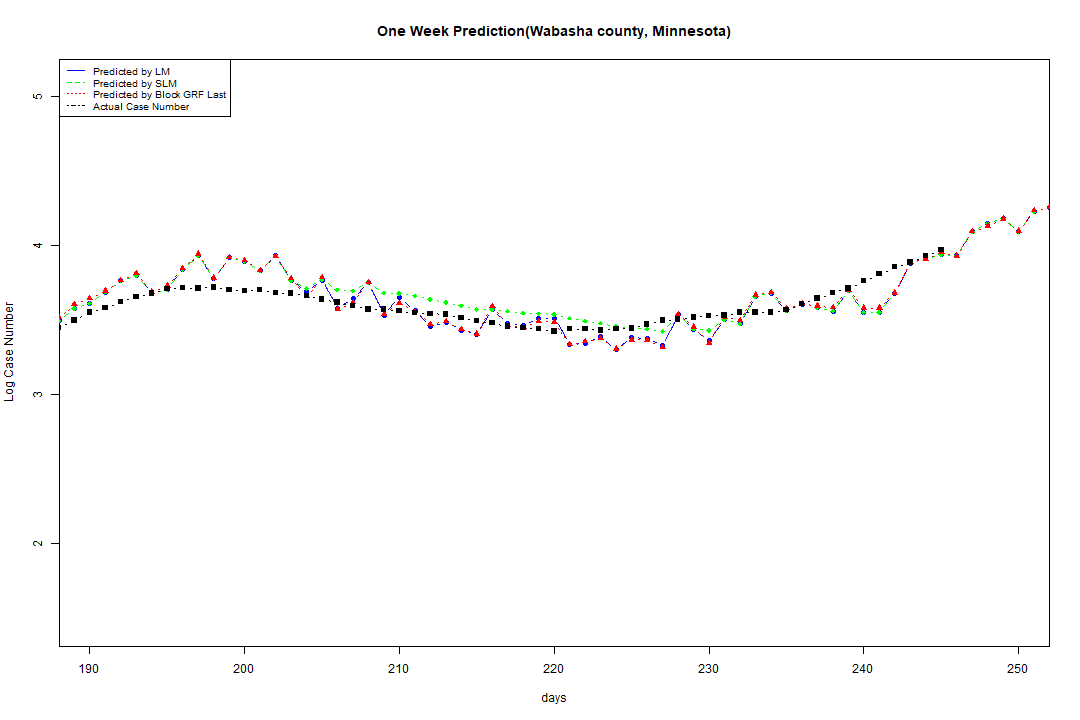 One Week Prediction(Wabasha county, Minnesota)
Predicted by LM
Predicted by SLM
Predicted by Block GRF Last
Actual Case Number
5
4
3
2
Log Case Number
190 200 210 220 230 240 250
days